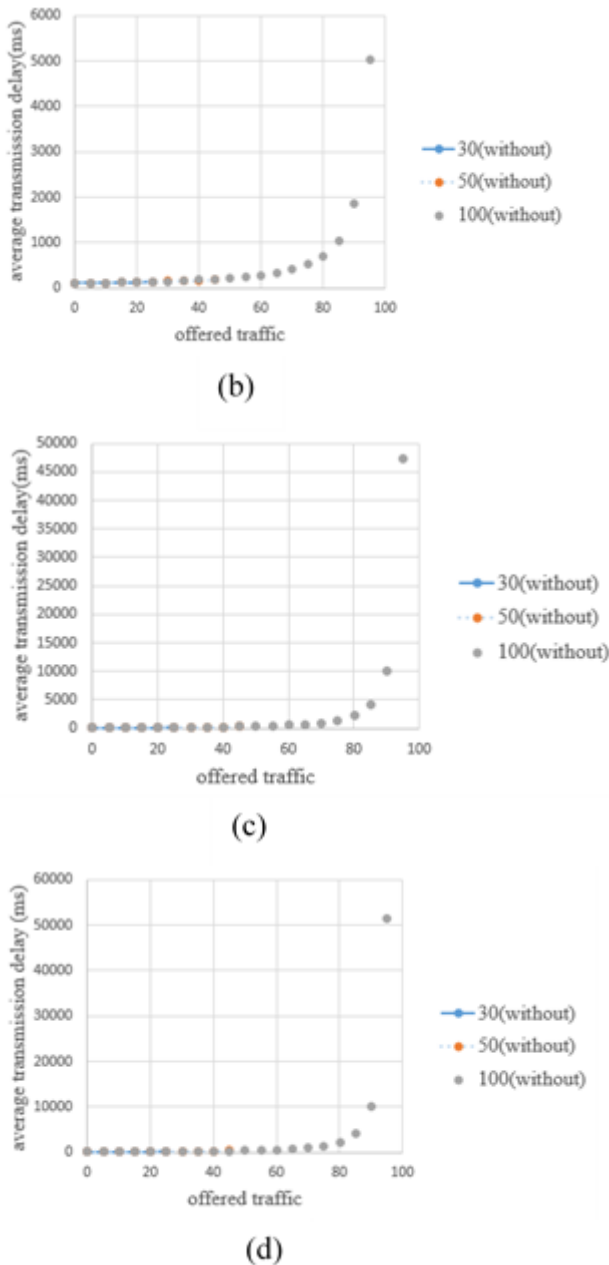 average transmission delay(ms)
6000
5000
4000
3000
2000
1000
0
0 20 40 60 80 100
offered traffic
30(without)
50(without)
100(without)
(b)
average transmission delay(ms)
50000
45000
40000
35000
30000
25000
20000
15000
10000
5000
0
0 20 40 60 80 100
offered traffic
30(without)
50(without)
100(without)
(c)
average transmission delay (ms)
60000
50000
40000
30000
20000
10000
0
0 20 40 60 80 100
offered traffic
30(without)
50(without)
100(without)
(d)